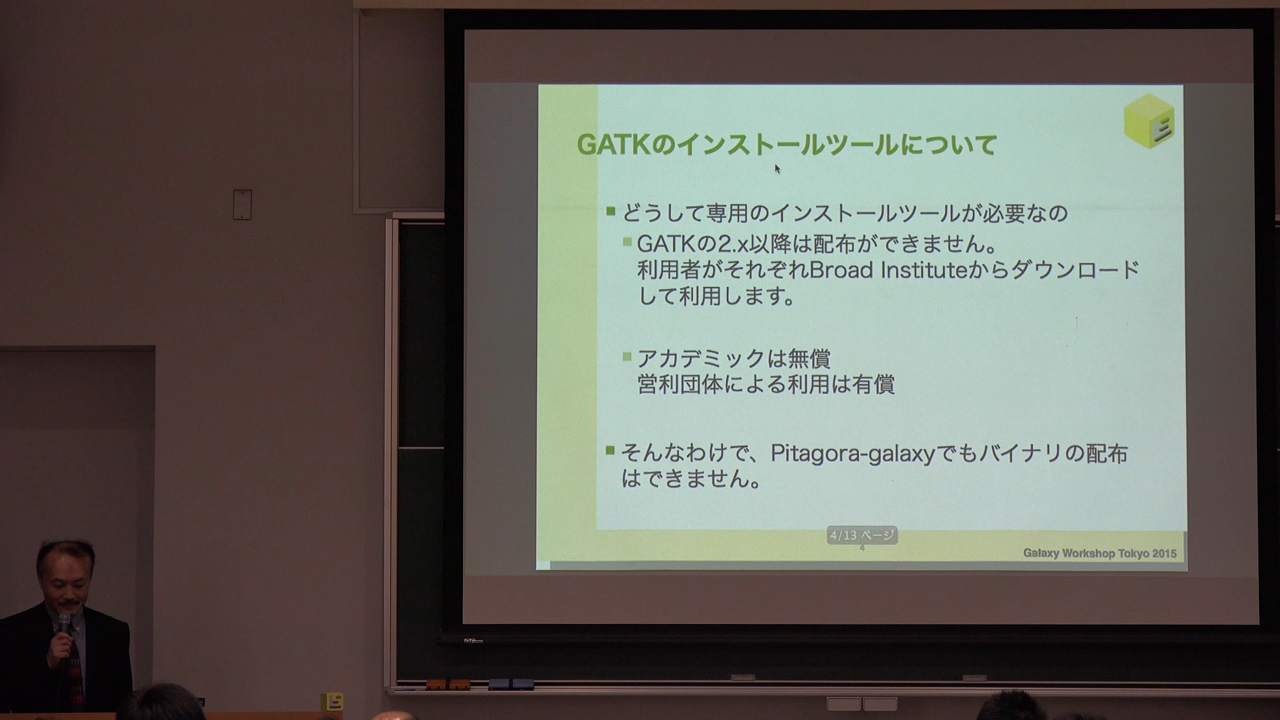 GATKのインストールツールについて
どうして専用のインストールツールが必要なの
GATKの2.x以降は配布ができません。
利用者がそれぞれBroad Instituteからダウンロード
して利用します。
アカデミックは無償
営利団体による利用は有償
そんなわけで、Pitagora-galaxyでもバイナリの配布
はできません。
4/13 ページ
4
Galaxy Workshop Tokyo 2015